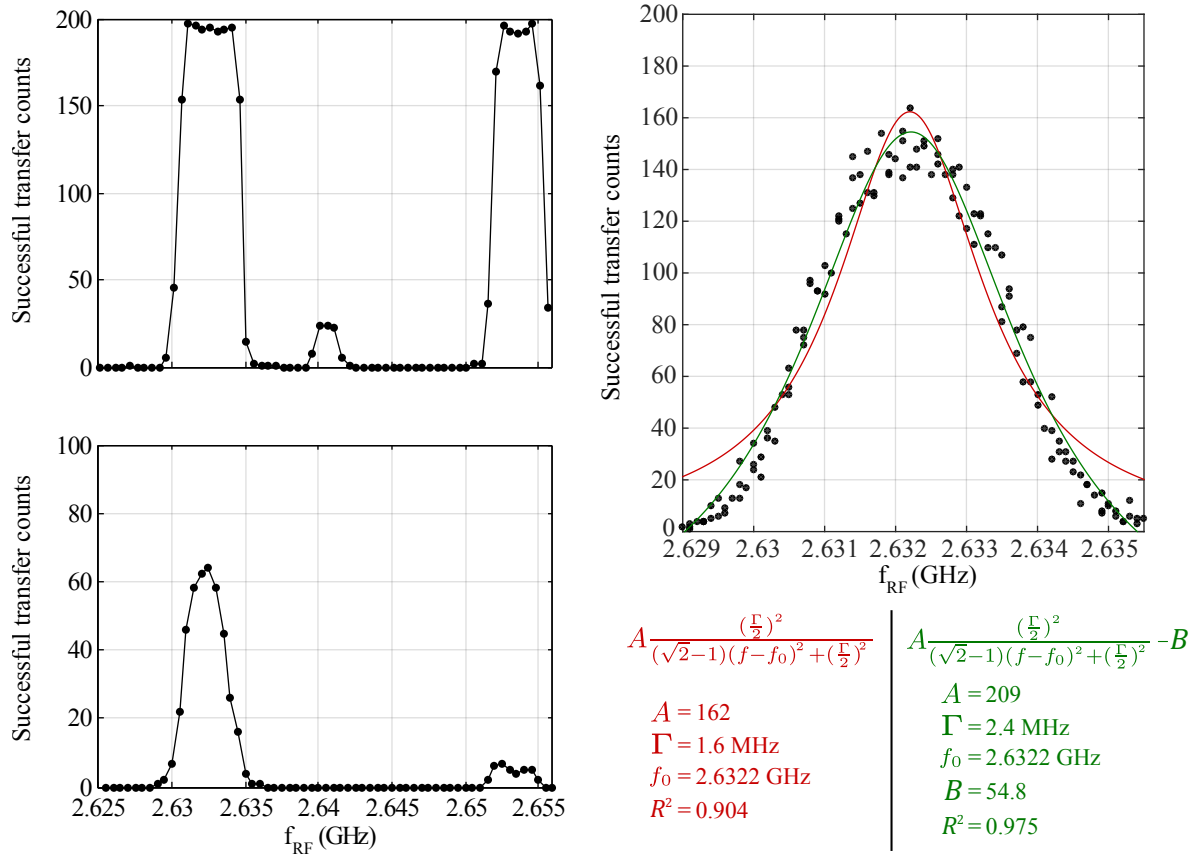 200
150
100
50
0
Successful transfer counts
100
80
60
40
20
0
Successful transfer counts
2.625 2.63 2.635 2.64 2.645 2.65 2.655
f_RF (GHz)
200
180
160
140
120
100
80
60
40
20
0
Successful transfer counts
2.629 2.63 2.631 2.632 2.633 2.634 2.635
f_RF (GHz)
A (Γ/2)² / ((√2−1)(f−f₀)² + (Γ/2)²)
A = 162
Γ = 1.6 MHz
f₀ = 2.6322 GHz
R² = 0.904
A (Γ/2)² / ((√2−1)(f−f₀)² + (Γ/2)²) −B
A = 209
Γ = 2.4 MHz
f₀ = 2.6322 GHz
B = 54.8
R² = 0.975